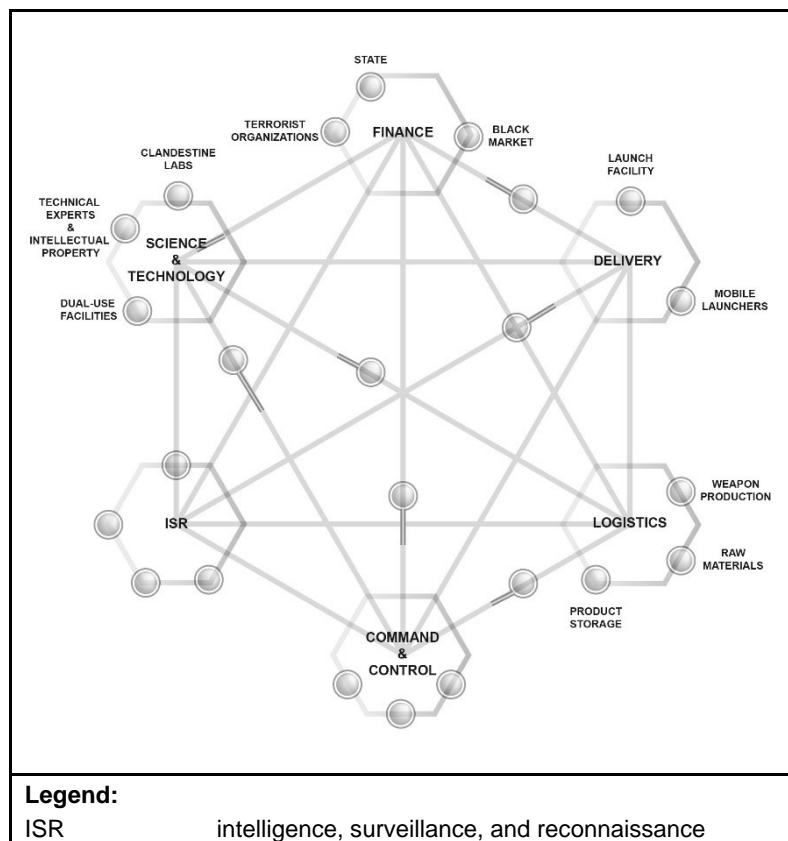 STATE
TERRORIST
ORGANIZATIONS
FINANCE
BLACK
MARKET
CLANDESTINE
LABS
LAUNCH
FACILITY
TECHNICAL
EXPERTS
&
INTELLECTUAL
PROPERTY
SCIENCE
&
TECHNOLOGY
DELIVERY
DUAL-USE
FACILITIES
MOBILE
LAUNCHERS
WEAPON
PRODUCTION
ISR
LOGISTICS
RAW
MATERIALS
PRODUCT
STORAGE
COMMAND
&
CONTROL
Legend:
ISR intelligence, surveillance, and reconnaissance